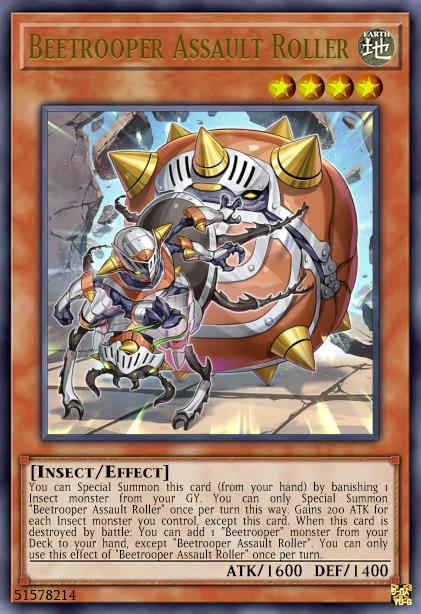 Beetrooper Assault Roller
EARTH
地
[Insect/Effect]
You can Special Summon this card (from your hand) by banishing 1
Insect monster from your GY. You can only Special Summon
"Beetrooper Assault Roller" once per turn this way. Gains 200 ATK for
each Insect monster you control, except this card. When this card is
destroyed by battle: You can add 1 "Beetrooper" monster from your
Deck to your hand, except "Beetrooper Assault Roller". You can only
use this effect of "Beetrooper Assault Roller" once per turn.
ATK/1600 DEF/1400
51578214